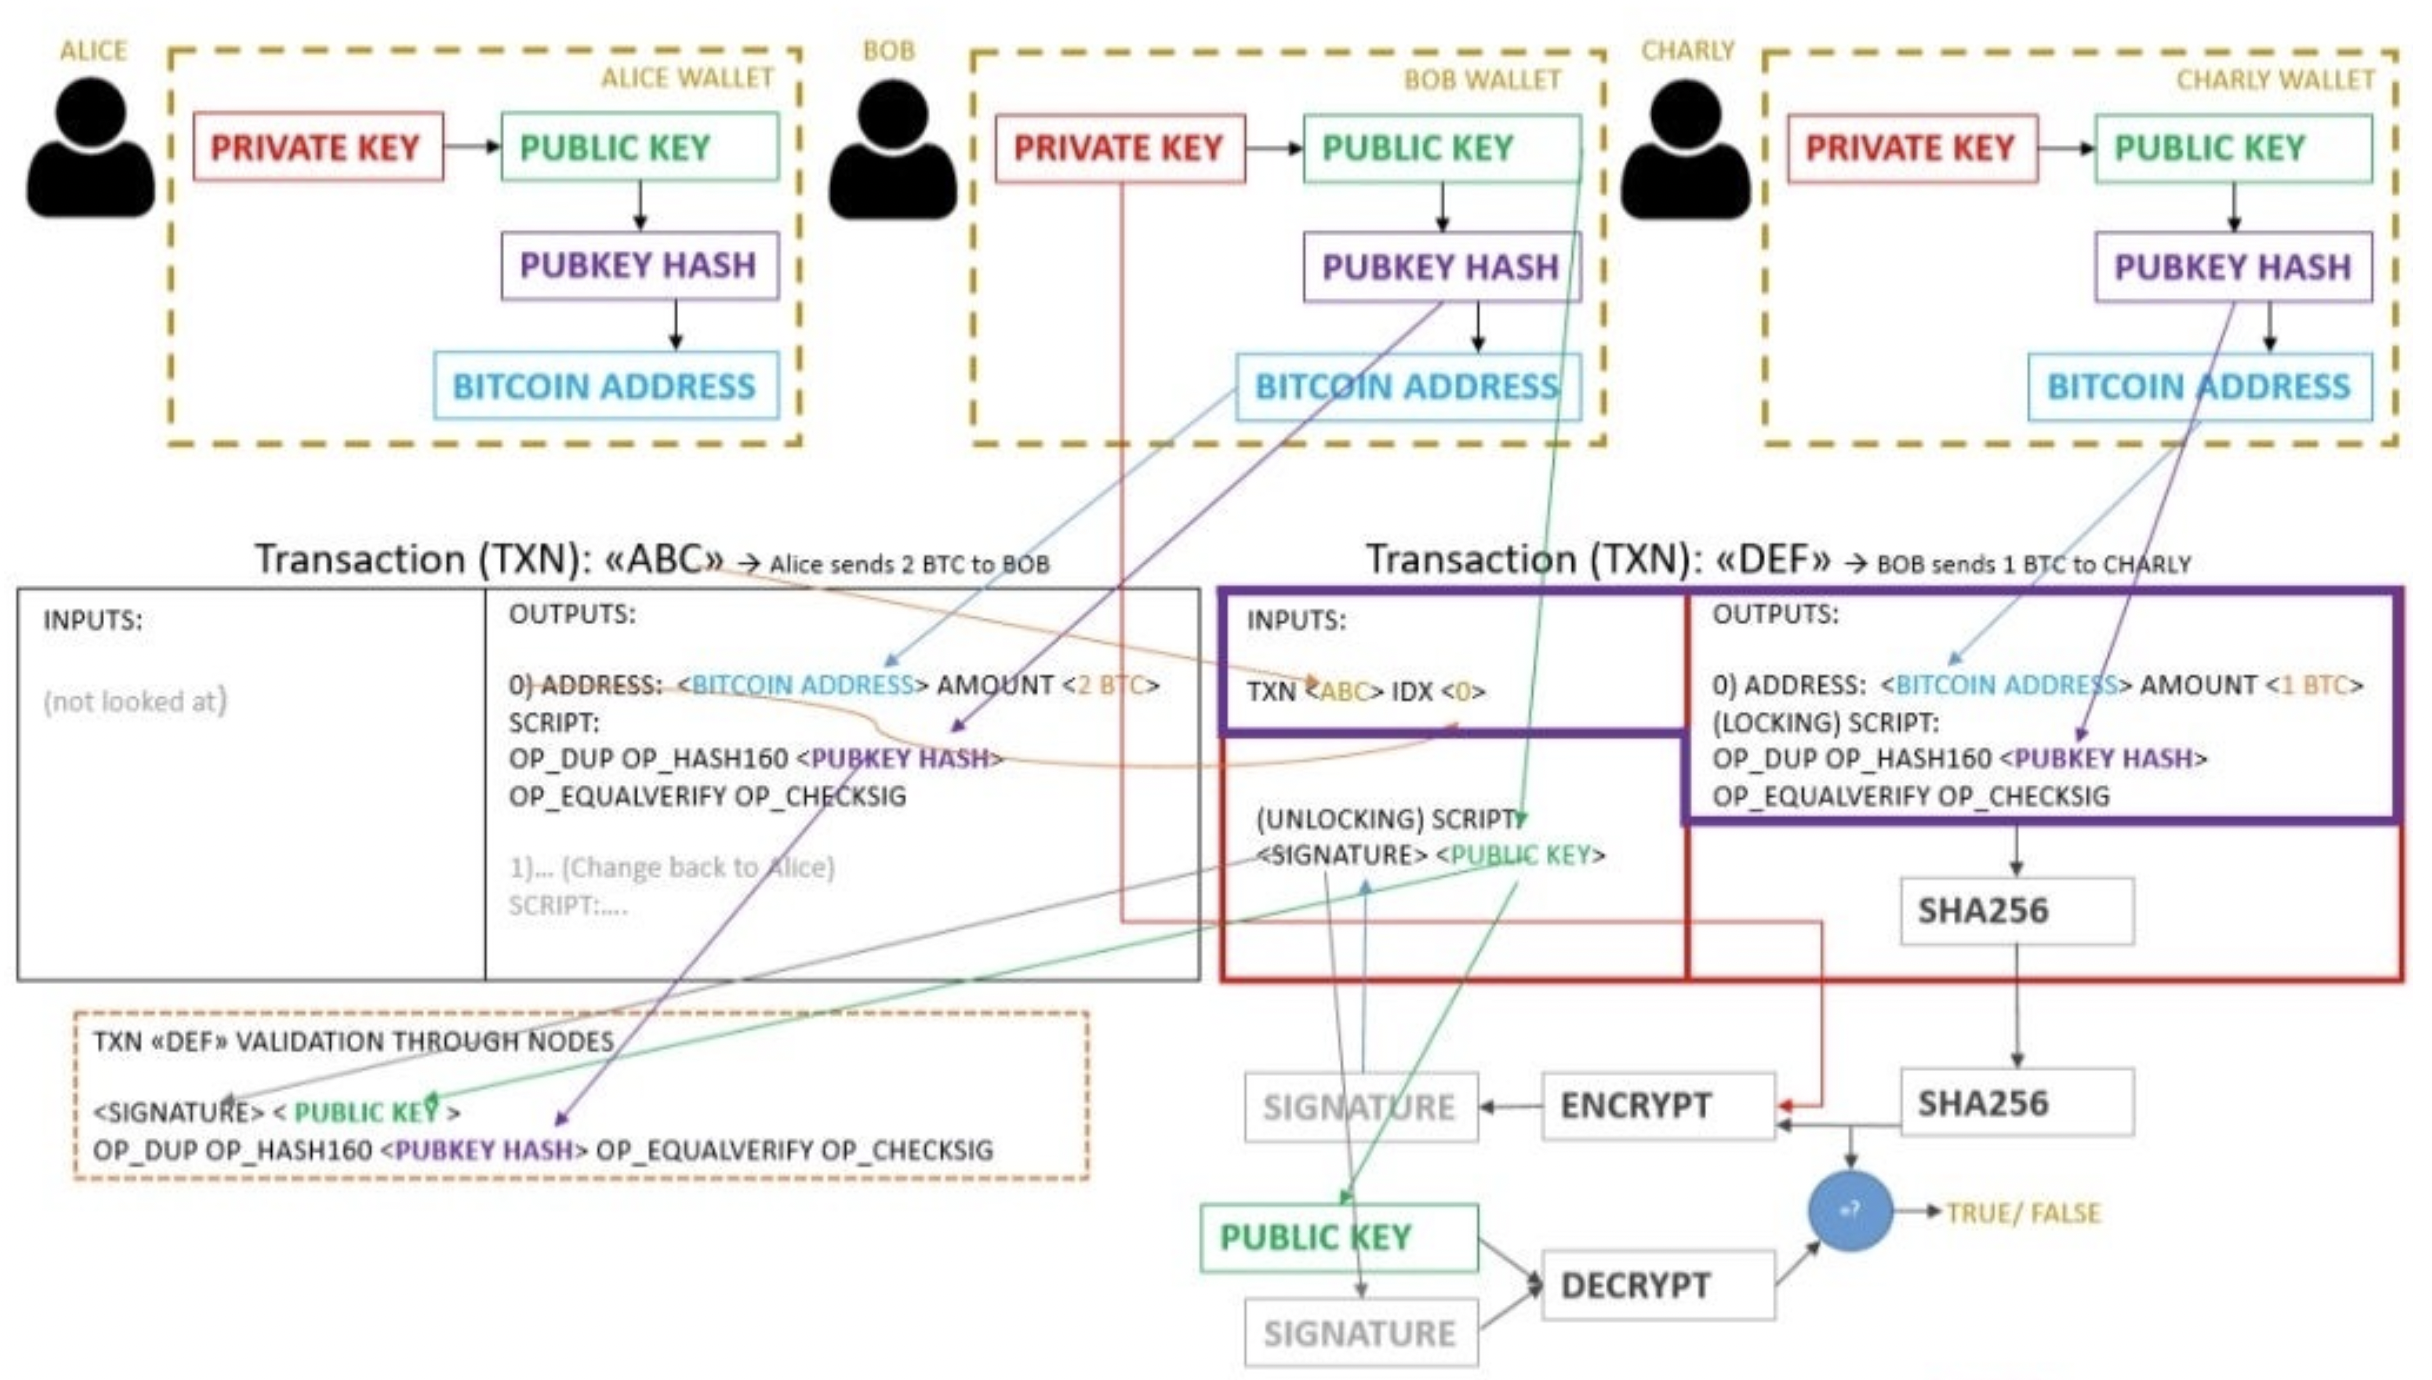 ALICE
ALICE WALLET
PRIVATE KEY
PUBLIC KEY
PUBKEY HASH
BITCOIN ADDRESS
BOB
BOB WALLET
PRIVATE KEY
PUBLIC KEY
PUBKEY HASH
BITCOIN ADDRESS
CHARLY
CHARLY WALLET
PRIVATE KEY
PUBLIC KEY
PUBKEY HASH
BITCOIN ADDRESS
Transaction (TXN): «ABC» → Alice sends 2 BTC to BOB
INPUTS:
(not looked at)
OUTPUTS:
0) ADDRESS: <BITCOIN ADDRESS> AMOUNT <2 BTC>
SCRIPT:
OP_DUP OP_HASH160 <PUBKEY HASH>
OP_EQUALVERIFY OP_CHECKSIG
1)... (Change back to Alice)
SCRIPT:....
Transaction (TXN): «DEF» → BOB sends 1 BTC to CHARLY
INPUTS:
TXN <ABC> IDX <0>
(UNLOCKING) SCRIPT:
<SIGNATURE> <PUBLIC KEY>
OUTPUTS:
0) ADDRESS: <BITCOIN ADDRESS> AMOUNT <1 BTC>
(LOCKING) SCRIPT:
OP_DUP OP_HASH160 <PUBKEY HASH>
OP_EQUALVERIFY OP_CHECKSIG
SHA256
SHA256
TXN «DEF» VALIDATION THROUGH NODES
<SIGNATURE> < PUBLIC KEY >
OP_DUP OP_HASH160 <PUBKEY HASH> OP_EQUALVERIFY OP_CHECKSIG
SIGNATURE
ENCRYPT
=?
TRUE/ FALSE
PUBLIC KEY
DECRYPT
SIGNATURE